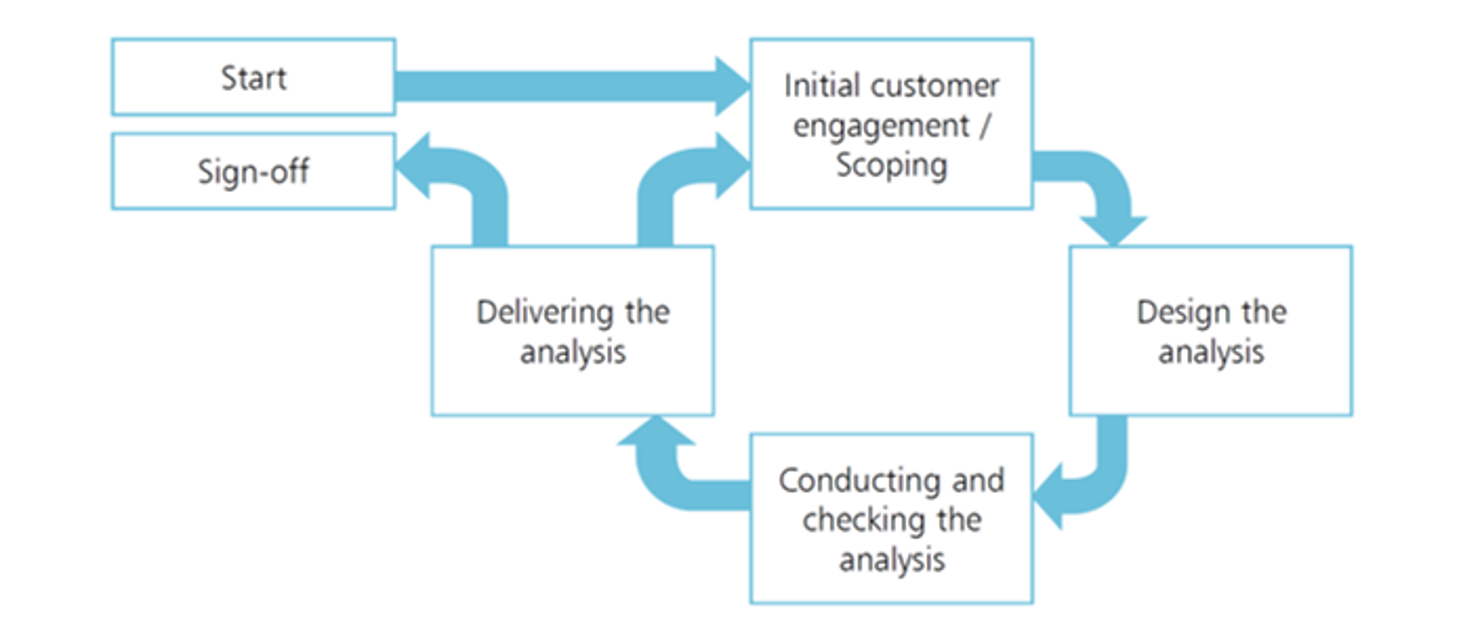 Start
Sign-off
Initial customer
engagement /
Scoping
Design the
analysis
Conducting and
checking the
analysis
Delivering the
analysis